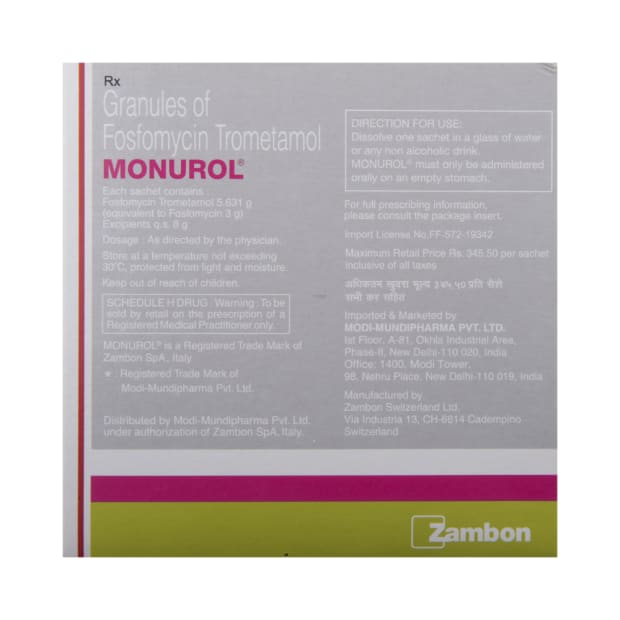 Rx
Granules of
Fosfomycin Trometamol
MONUROL®
Each sachet contains :
Fosfomycin Trometamol 5.631 g
(equivalent to Fosfomycin 3 g)
Excipients q.s. 8 g
Dosage : As directed by the physician.
Store at a temperature not exceeding
30°C, protected from light and moisture.
Keep out of reach of children.
SCHEDULE H DRUG Warning : To be
sold by retail on the prescription of a
Registered Medical Practitioner only.
MONUROL® is a Registered Trade Mark of
Zambon SpA, Italy
* : Registered Trade Mark of
Modi-Mundipharma Pvt. Ltd.
Distributed by Modi-Mundipharma Pvt. Ltd.
under authorization of Zambon SpA, Italy.
DIRECTION FOR USE:
Dissolve one sachet in a glass of water
or any non alcoholic drink.
MONUROL® must only be administered
orally on an empty stomach.
For full prescribing information,
please consult the package insert.
Import License No.FF-572-19342
Maximum Retail Price Rs. 345.50 per sachet
inclusive of all taxes
अधिकतम खुदरा मूल्य ३४५.५० प्रति सैशे
सभी कर सहित
Imported & Marketed by
MODI-MUNDIPHARMA PVT. LTD.
Ist Floor, A-81, Okhla Industrial Area,
Phase-II, New Delhi-110 020, India
Office: 1400, Modi Tower,
98, Nehru Place, New Delhi-110 019, India
Manufactured by
Zambon Switzerland Ltd.
Via Industria 13, CH-6814 Cadempino
Switzerland
Zambon